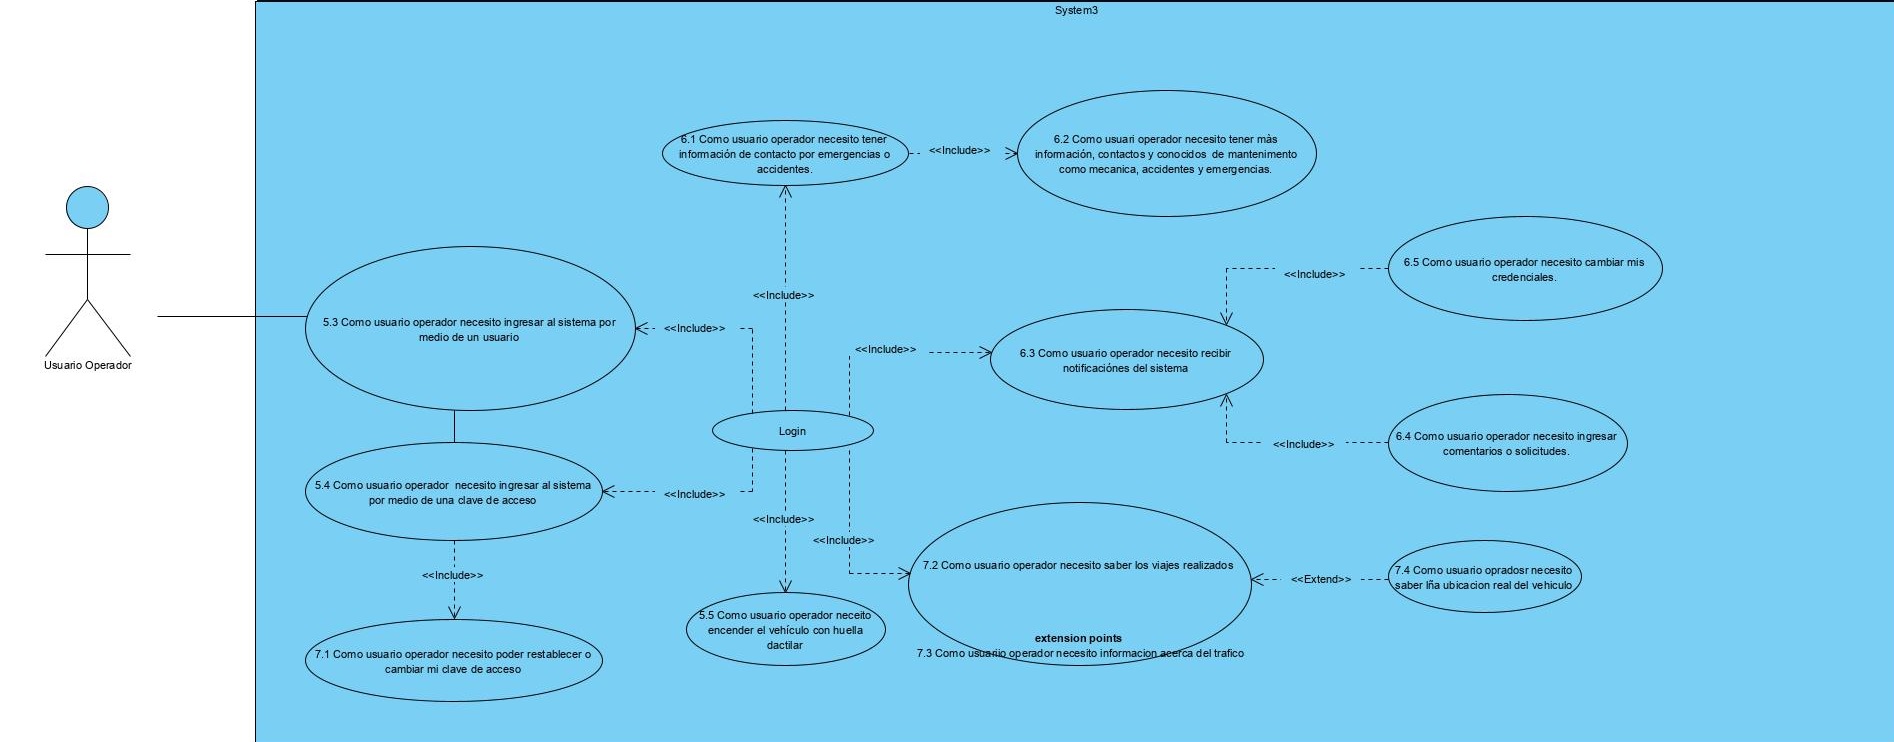 System3
Usuario Operador
6.1 Como usuario operador necesito tener
información de contacto por emergencias o
accidentes.
<<Include>>
6.2 Como usuari operador necesito tener màs
información, contactos y conocidos de mantenimento
como mecanica, accidentes y emergencias.
5.3 Como usuario operador necesito ingresar al sistema por
medio de un usuario
<<Include>>
<<Include>>
<<Include>>
6.3 Como usuario operador necesito recibir
notificaciónes del sistema
<<Include>>
6.5 Como usuario operador necesito cambiar mis
credenciales.
Login
<<Include>>
6.4 Como usuario operador necesito ingresar
comentarios o solicitudes.
5.4 Como usuario operador necesito ingresar al sistema
por medio de una clave de acceso
<<Include>>
<<Include>>
<<Include>>
<<Include>>
7.1 Como usuario operador necesito poder restablecer o
cambiar mi clave de acceso
5.5 Como usuario operador neceito
encender el vehículo con huella
dactilar
7.2 Como usuario operador necesito saber los viajes realizados
extension points
7.3 Como usuariio operador necesito informacion acerca del trafico
<<Extend>>
7.4 Como usuario opradosr necesito
saber lña ubicacion real del vehiculo